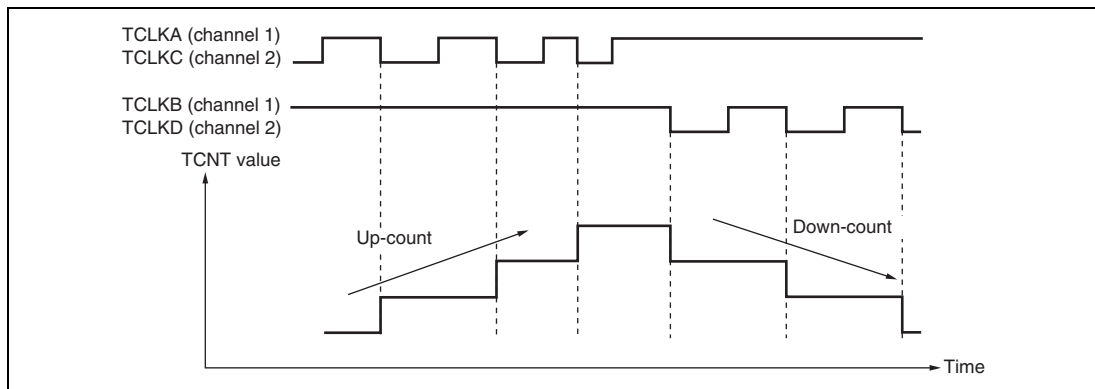 TCLKA (channel 1)
TCLKC (channel 2)
TCLKB (channel 1)
TCLKD (channel 2)
TCNT value
Up-count
Down-count
Time